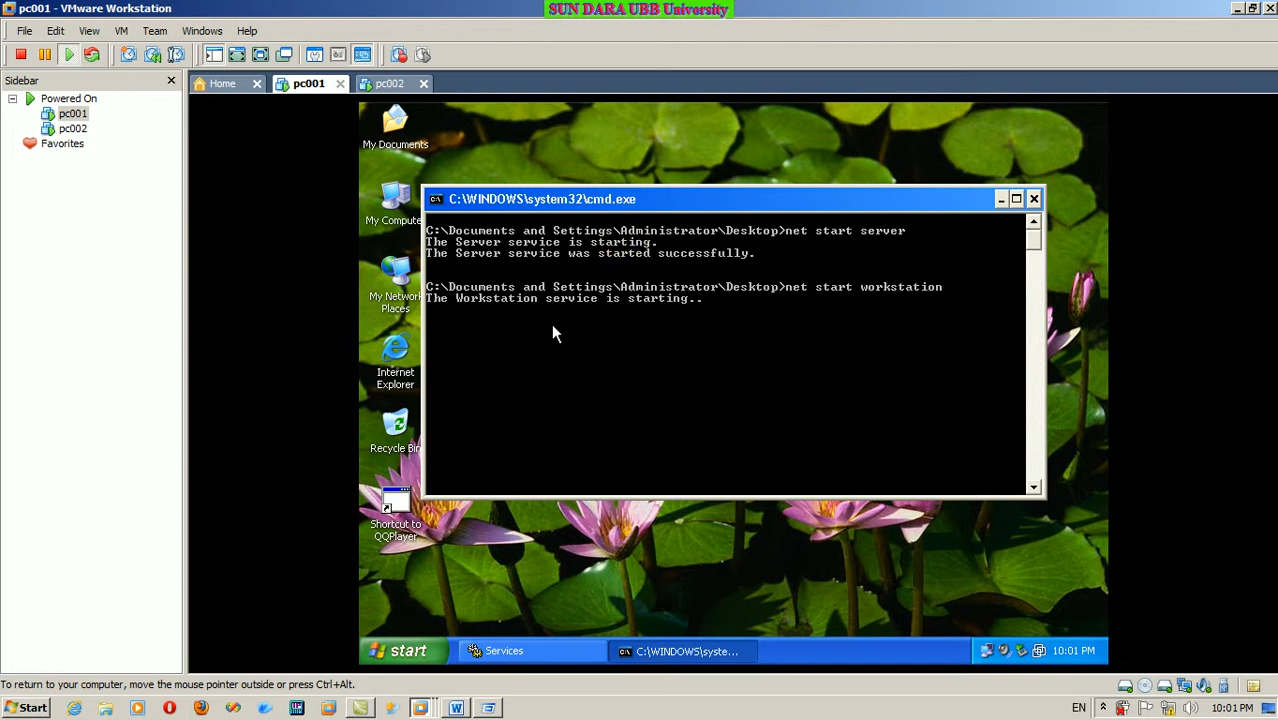 pc001 - VMware Workstation
SUN DARA UBB University
File Edit View VM Team Windows Help
Sidebar
Home pc001 pc002
Powered On
pc001
pc002
Favorites
My Documents
My Compute
My Network
Places
Internet
Explorer
Recycle Bin
Shortcut to
QQPlayer
C:\WINDOWS\system32\cmd.exe
C:\Documents and Settings\Administrator\Desktop>net start server
The Server service is starting.
The Server service was started successfully.
C:\Documents and Settings\Administrator\Desktop>net start workstation
The Workstation service is starting..
start Services C:\WINDOWS\syste... 10:01 PM
To return to your computer, move the mouse pointer outside or press Ctrl+Alt.
Start EN 10:01 PM